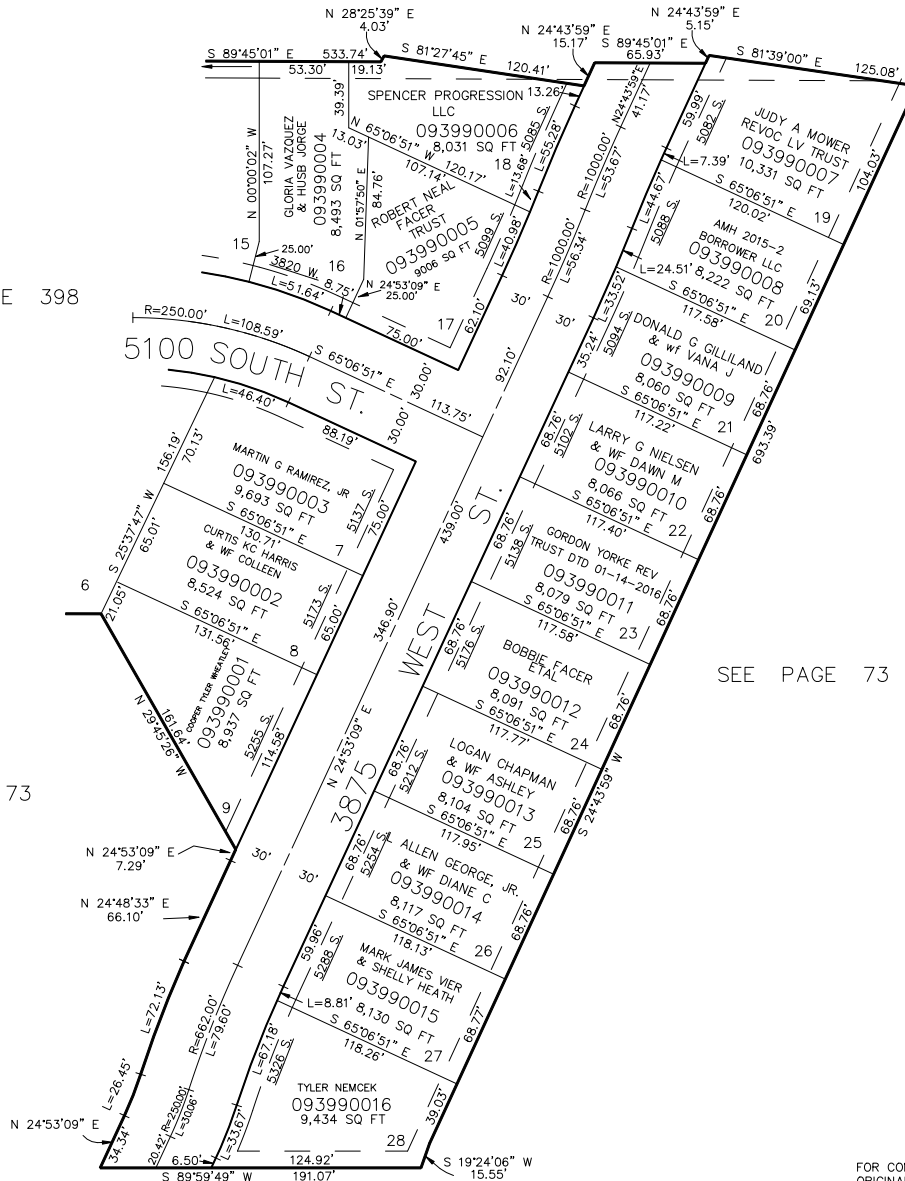 N 28°25'39" E
4.03'
N 24°43'59" E
15.17'
N 24°43'59" E
5.15'
S 89°45'01" E
533.74'
S 81°27'45" E
120.41'
S 89°45'01" E
65.93'
S 81°39'00" E
125.08'
53.30'
19.13'
39.39'
13.26'
N24°43'59"E
41.17'
SPENCER PROGRESSION
LLC
093990006
8,031 SQ FT
18
5085 S.
L=55.28'
L=13.68'
N 65°06'51" W
120.17'
13.03'
107.14'
N 00°00'02" W
107.27'
GLORIA VAZQUEZ
& HUSB JORGE
093990004
8,493 SQ FT
N 01°57'50" E
84.76'
ROBERT NEAL
FACER
TRUST
093990005
9006 SQ FT
5099 S.
L=40.98'
15
25.00'
16
3820 W.
8.75'
L=51.64'
N 24°53'09" E
25.00'
17
62.10'
75.00'
R=1000.00'
L=53.67'
R=1000.00'
L=56.34'
30'
30'
92.10'
59.99'
5082 S.
L=7.39'
JUDY A MOWER
REVOC LV TRUST
093990007
10,331 SQ FT
104.03'
S 65°06'51" E
120.02'
19
L=44.67'
5088 S.
L=24.51'
AMH 2015-2
BORROWER LLC
093990008
8,222 SQ FT
69.13'
S 65°06'51" E
117.58'
20
L=33.52'
35.24'
5094 S.
DONALD G GILLILAND
& wf VANA J
093990009
8,060 SQ FT
68.76'
S 65°06'51" E
117.22'
21
693.39'
E 398
R=250.00'
L=108.59'
S 65°06'51" E
113.75'
5100 SOUTH ST.
30.00'
30.00'
L=46.40'
88.19'
156.19'
70.13'
S 25°37'47" W
65.01'
MARTIN G RAMIREZ, JR
093990003
9,693 SQ FT
5137 S.
75.00'
S 65°06'51" E
130.71'
7
CURTIS KC HARRIS
& WF COLLEEN
093990002
8,524 SQ FT
5173 S.
65.00'
S 65°06'51" E
131.56'
8
6
21.05'
COOPER TYLER WHEATLEY
093990001
8,937 SQ FT
5255 S.
114.58'
161.64'
N 29°45'26" W
9
73
439.00'
346.90'
N 24°53'09" E
3875 WEST ST.
68.76'
5102 S.
LARRY G NIELSEN
& WF DAWN M
093990010
8,066 SQ FT
68.76'
S 65°06'51" E
117.40'
22
68.76'
5138 S.
GORDON YORKE REV
TRUST DTD 01-14-2016
093990011
8,079 SQ FT
68.76'
S 65°06'51" E
117.58'
23
68.76'
5176 S.
BOBBIE FACER
ETAL
093990012
8,091 SQ FT
68.76'
S 65°06'51" E
117.77'
24
SEE PAGE 73
S 24°43'59" W
68.76'
5212 S.
LOGAN CHAPMAN
& WF ASHLEY
093990013
8,104 SQ FT
68.76'
S 65°06'51" E
117.95'
25
68.76'
5254 S.
ALLEN GEORGE, JR.
& WF DIANE C
093990014
8,117 SQ FT
68.76'
S 65°06'51" E
118.13'
26
59.96'
5288 S.
L=8.81'
MARK JAMES VIER
& SHELLY HEATH
093990015
8,130 SQ FT
68.77'
S 65°06'51" E
118.26'
27
L=67.18'
5326 S.
TYLER NEMCEK
093990016
9,434 SQ FT
39.03'
28
L=33.67'
N 24°53'09" E
7.29'
30'
30'
N 24°48'33" E
66.10'
L=72.13'
R=662.00'
L=79.60'
L=26.45'
R=250.00'
L=30.06'
N 24°53'09" E
34.34'
20.42'
6.50'
124.92'
S 89°59'49" W
191.07'
S 19°24'06" W
15.55'
FOR CO
ORIGINA